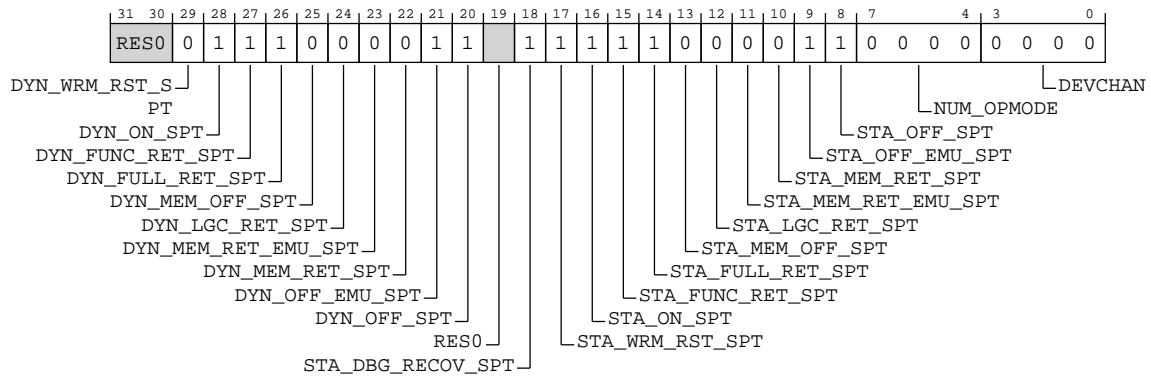 31 30 29 28 27 26 25 24 23 22 21 20 19 18 17 16 15 14 13 12 11 10 9 8 7 4 3 0
RES0 0 1 1 1 0 0 0 0 1 1 1 1 1 1 1 0 0 0 0 1 1 0 0 0 0 0 0 0 0
DYN_WRM_RST_S DEVCHAN
PT NUM_OPMODE
DYN_ON_SPT STA_OFF_SPT
DYN_FUNC_RET_SPT STA_OFF_EMU_SPT
DYN_FULL_RET_SPT STA_MEM_RET_SPT
DYN_MEM_OFF_SPT STA_MEM_RET_EMU_SPT
DYN_LGC_RET_SPT STA_LGC_RET_SPT
DYN_MEM_RET_EMU_SPT STA_MEM_OFF_SPT
DYN_MEM_RET_SPT STA_FULL_RET_SPT
DYN_OFF_EMU_SPT STA_FUNC_RET_SPT
DYN_OFF_SPT STA_ON_SPT
RES0 STA_WRM_RST_SPT
STA_DBG_RECOV_SPT